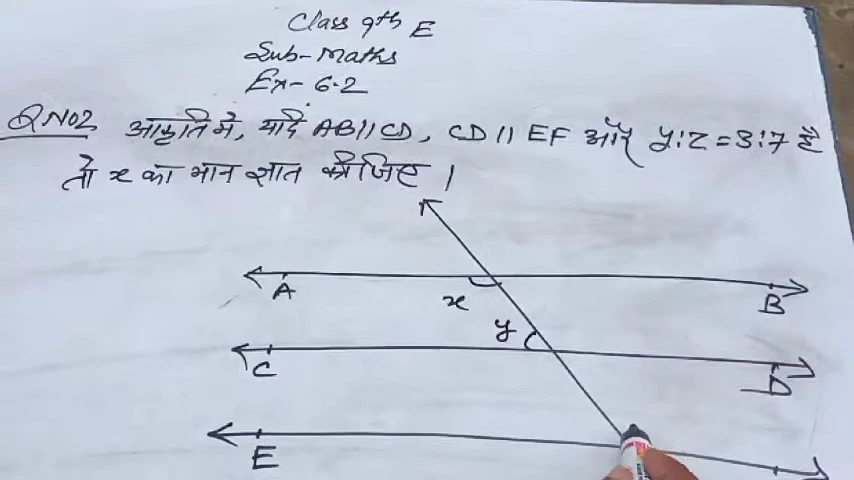 Class 9th E
Sub-Maths
Ex-6.2
Q NO2 आकृति में, यदि AB||CD, CD || EF और y:z=3:7 है
तो x का मान ज्ञात कीजिए।
A
B
x
y
C
D
E